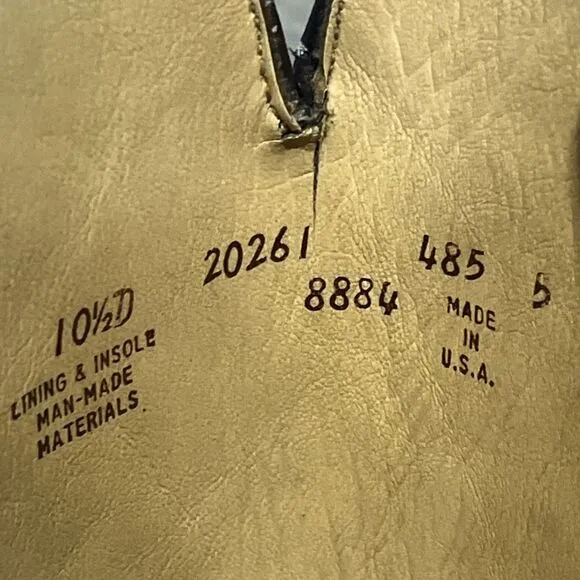 20261
485
5
8884
10½D
LINING & INSOLE
MAN-MADE
MATERIALS.
MADE
IN
U.S.A.